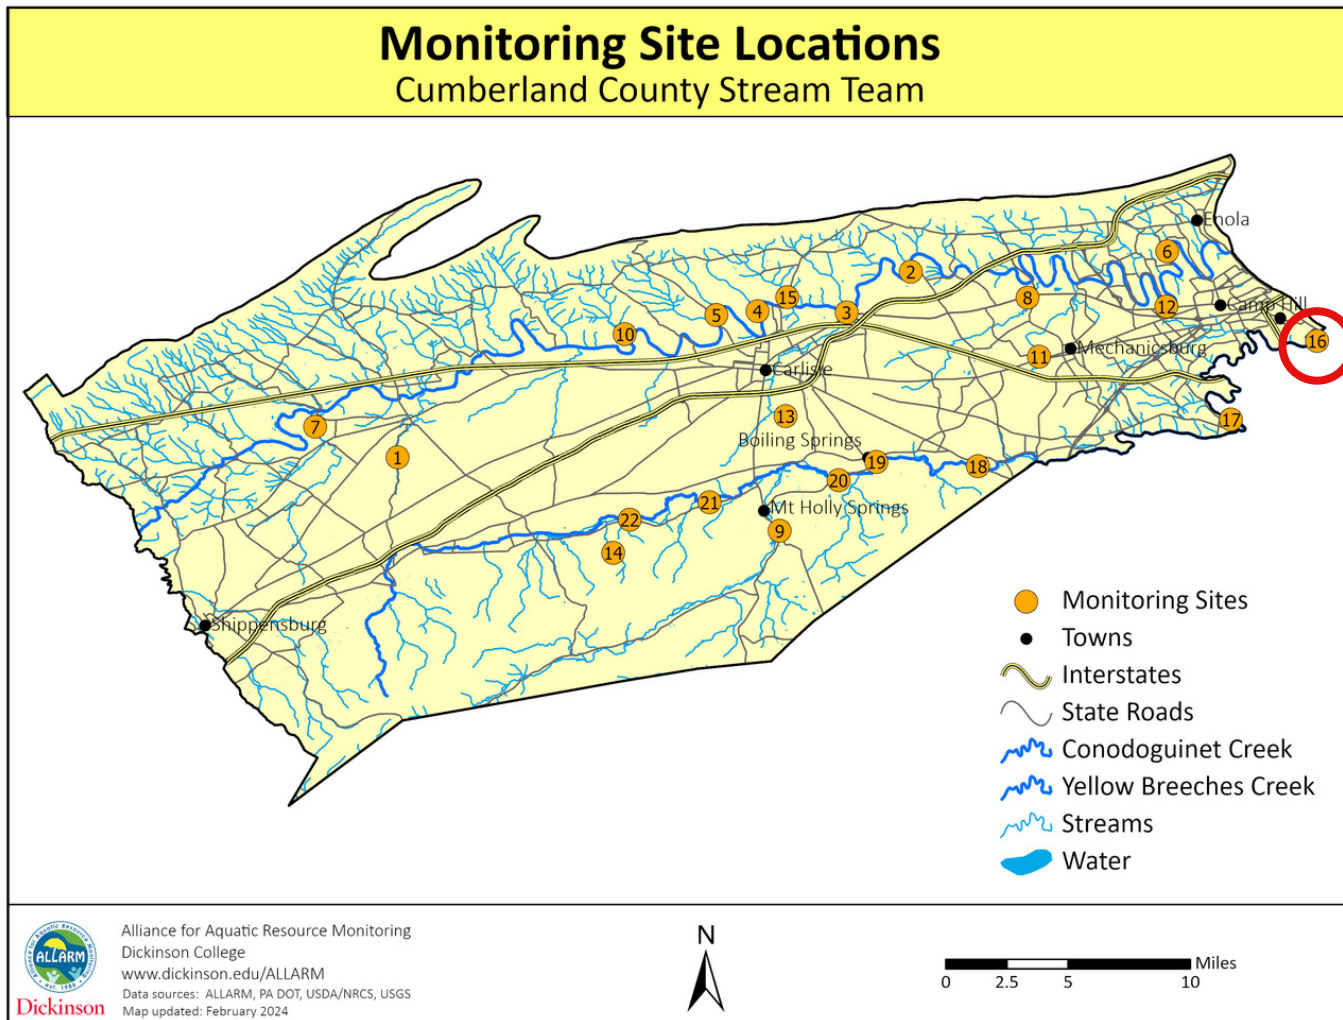 Monitoring Site Locations
Cumberland County Stream Team
Enola
6
2
8
15
12
Camp Hill
4
3
5
10
16
11
Mechanicsburg
Carlisle
13
17
7
Boiling Springs
1
19
18
20
21
Mt Holly Springs
22
9
14
Shippensburg
Monitoring Sites
Towns
Interstates
State Roads
Conodoguinet Creek
Yellow Breeches Creek
Streams
Water
ALLARM
EST. 1986
Dickinson
Alliance for Aquatic Resource Monitoring
Dickinson College
www.dickinson.edu/ALLARM
Data sources: ALLARM, PA DOT, USDA/NRCS, USGS
Map updated: February 2024
N
Miles
0 2.5 5 10